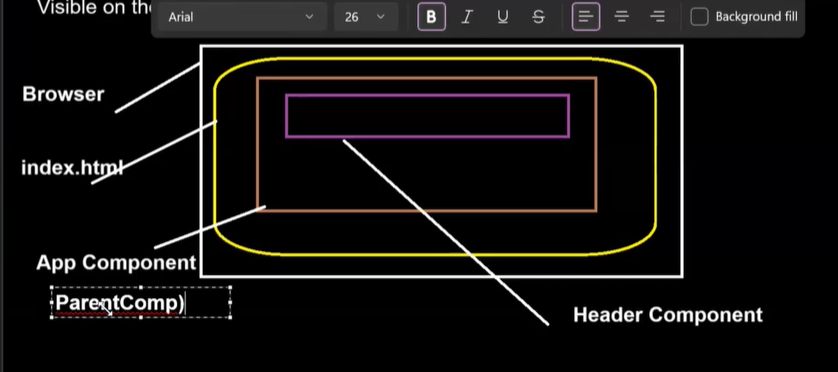 Visible on th
Arial
26
B I U S
Background fill
Browser
index.html
App Component
ParentComp)
Header Component